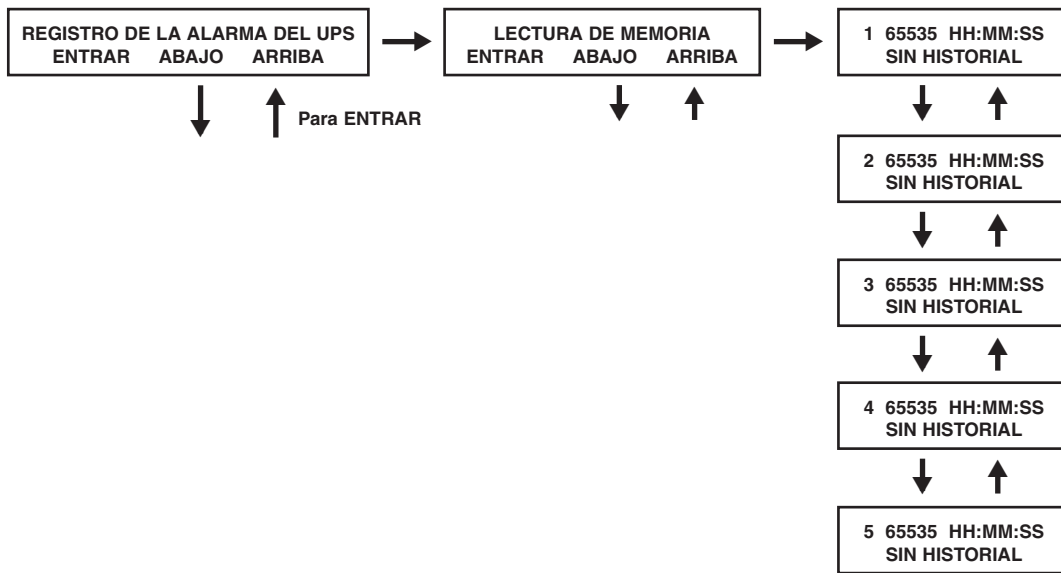 REGISTRO DE LA ALARMA DEL UPS
ENTRAR ABAJO ARRIBA
Para ENTRAR
LECTURA DE MEMORIA
ENTRAR ABAJO ARRIBA
1 65535 HH:MM:SS
SIN HISTORIAL
2 65535 HH:MM:SS
SIN HISTORIAL
3 65535 HH:MM:SS
SIN HISTORIAL
4 65535 HH:MM:SS
SIN HISTORIAL
5 65535 HH:MM:SS
SIN HISTORIAL